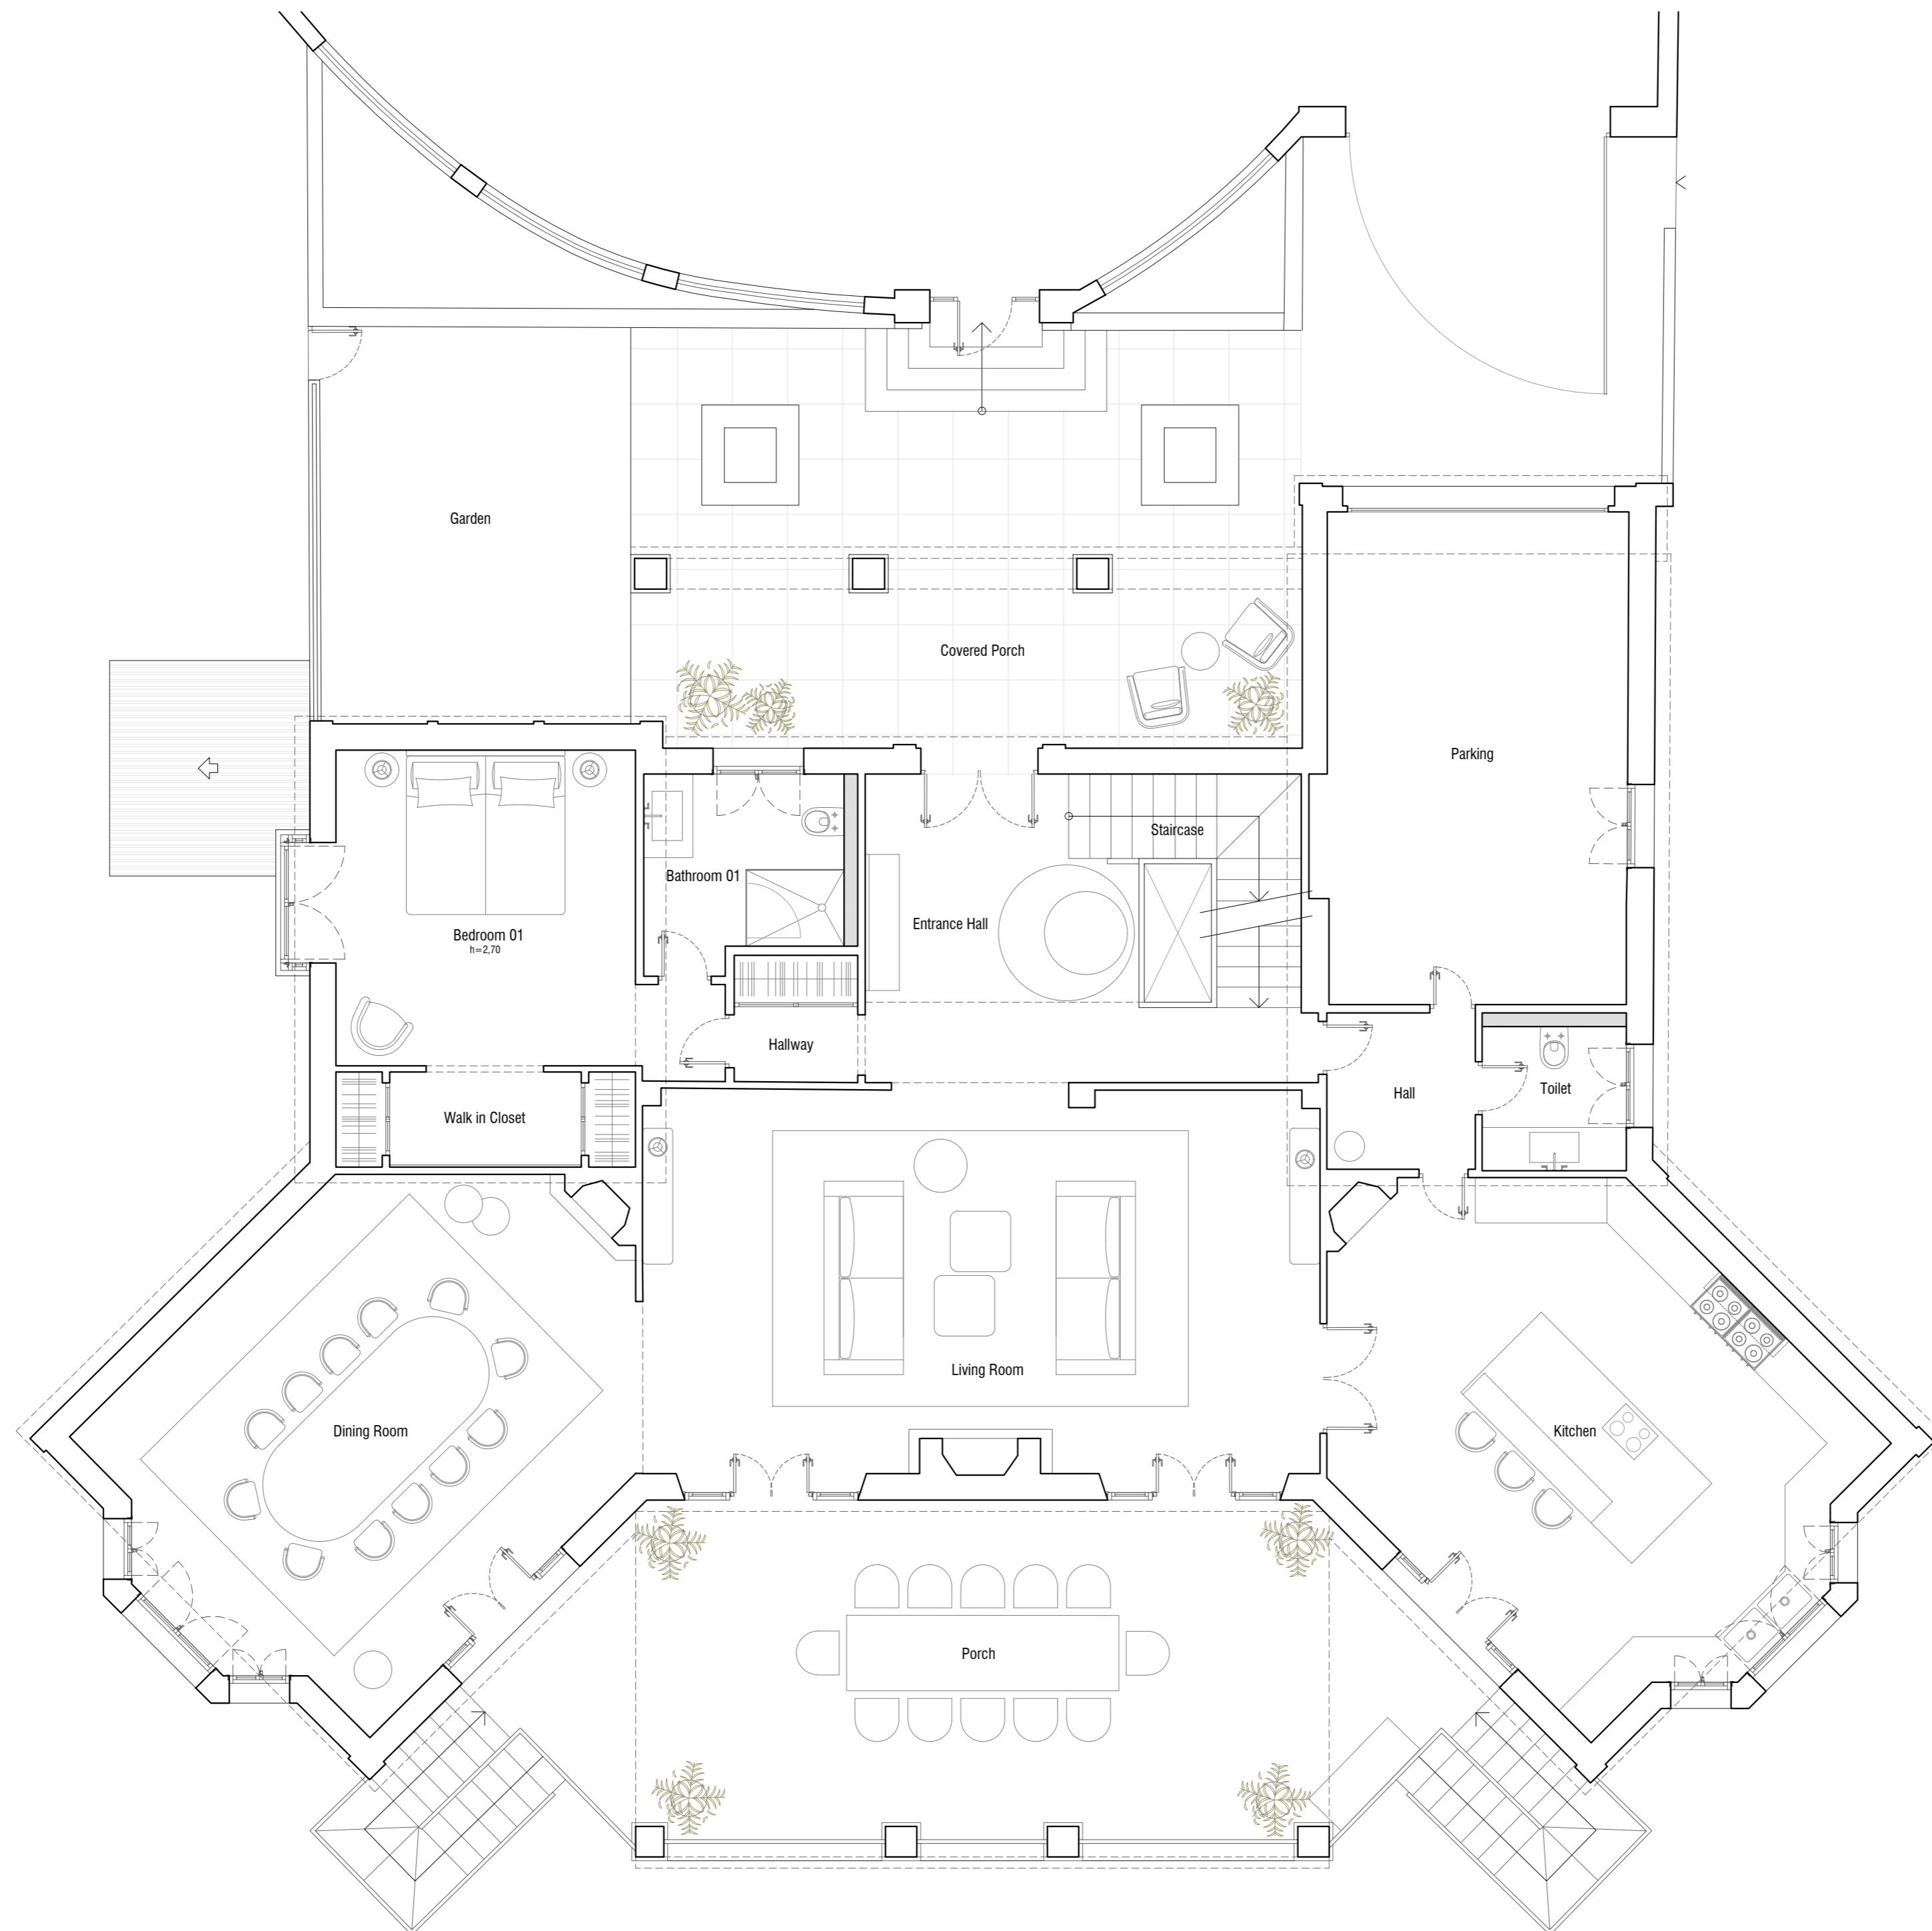 Garden
Covered Porch
Parking
Staircase
Bathroom 01
Entrance Hall
Bedroom 01
h=2,70
Hallway
Toilet
Hall
Walk in Closet
Living Room
Dining Room
Kitchen
Porch